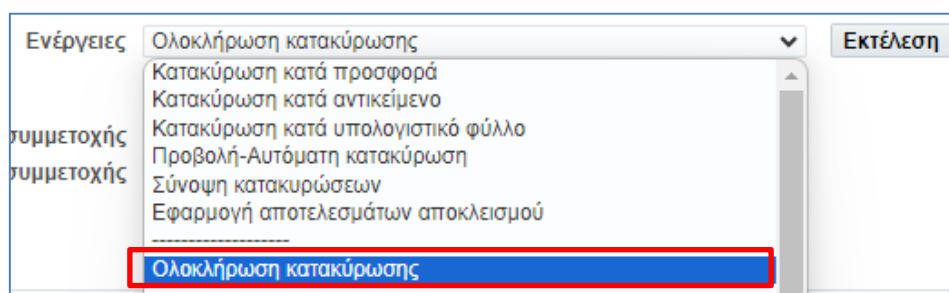 Ενέργειες Ολοκλήρωση κατακύρωσης Εκτέλεση
Κατακύρωση κατά προσφορά
Κατακύρωση κατά αντικείμενο
συμμετοχής Κατακύρωση κατά υπολογιστικό φύλλο
Προβολή-Αυτόματη κατακύρωση
συμμετοχής Σύνοψη κατακυρώσεων
Εφαρμογή αποτελεσμάτων αποκλεισμού
-------------------
Ολοκλήρωση κατακύρωσης